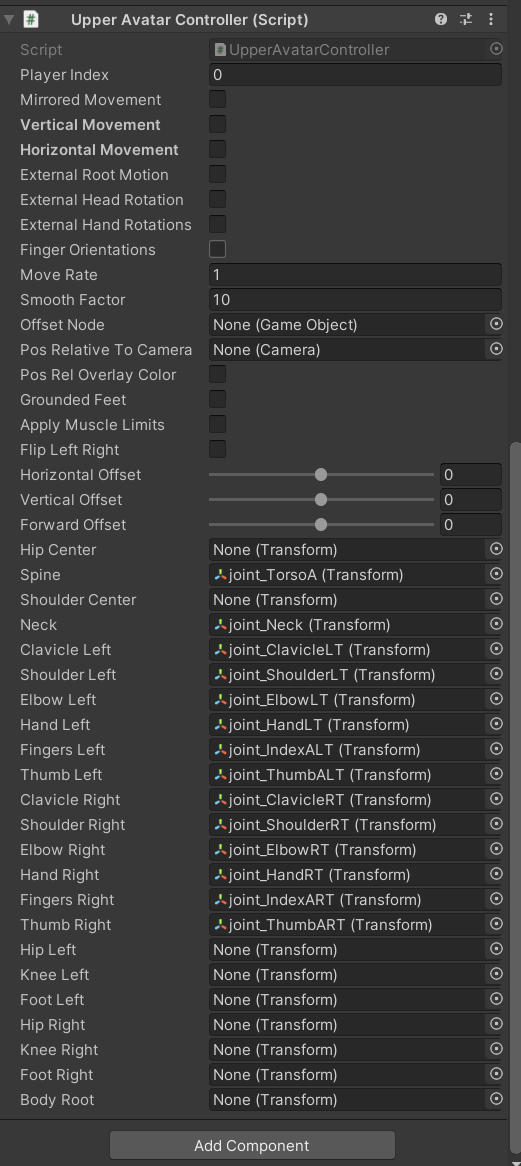 Upper Avatar Controller (Script)
Script UpperAvatarController
Player Index 0
Mirrored Movement
Vertical Movement
Horizontal Movement
External Root Motion
External Head Rotation
External Hand Rotations
Finger Orientations
Move Rate 1
Smooth Factor 10
Offset Node None (Game Object)
Pos Relative To Camera None (Camera)
Pos Rel Overlay Color
Grounded Feet
Apply Muscle Limits
Flip Left Right
Horizontal Offset 0
Vertical Offset 0
Forward Offset 0
Hip Center None (Transform)
Spine joint_TorsoA (Transform)
Shoulder Center None (Transform)
Neck joint_Neck (Transform)
Clavicle Left joint_ClavicleLT (Transform)
Shoulder Left joint_ShoulderLT (Transform)
Elbow Left joint_ElbowLT (Transform)
Hand Left joint_HandLT (Transform)
Fingers Left joint_IndexALT (Transform)
Thumb Left joint_ThumbALT (Transform)
Clavicle Right joint_ClavicleRT (Transform)
Shoulder Right joint_ShoulderRT (Transform)
Elbow Right joint_ElbowRT (Transform)
Hand Right joint_HandRT (Transform)
Fingers Right joint_IndexART (Transform)
Thumb Right joint_ThumbART (Transform)
Hip Left None (Transform)
Knee Left None (Transform)
Foot Left None (Transform)
Hip Right None (Transform)
Knee Right None (Transform)
Foot Right None (Transform)
Body Root None (Transform)
Add Component